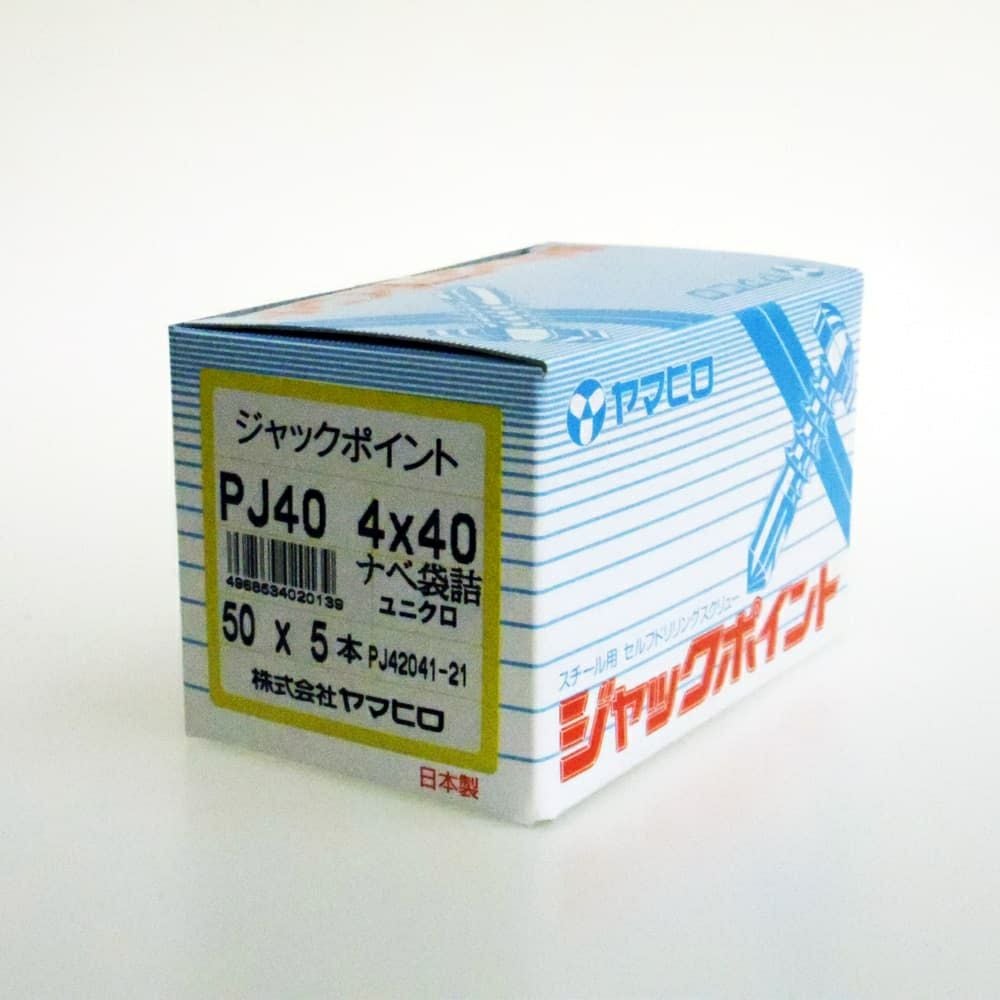 ジャックポイント
PJ40 4x40
ナベ袋詰
4968534020139
ユニクロ
50 x 5本 PJ42041-21
株式会社ヤマヒロ
日本製
ヤマヒロ
スチール用 セルフドリリングスクリュー
ジャックポイント